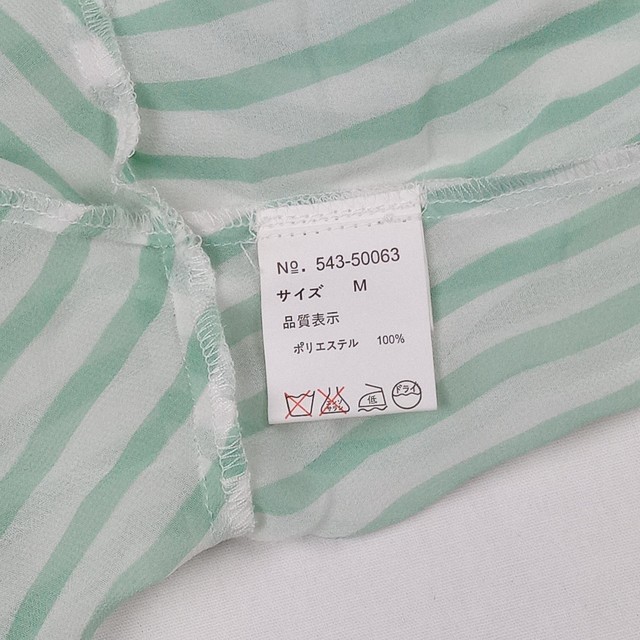 №. 543-50063
サイズ M
品質表示
ポリエステル 100%
低 ドライ